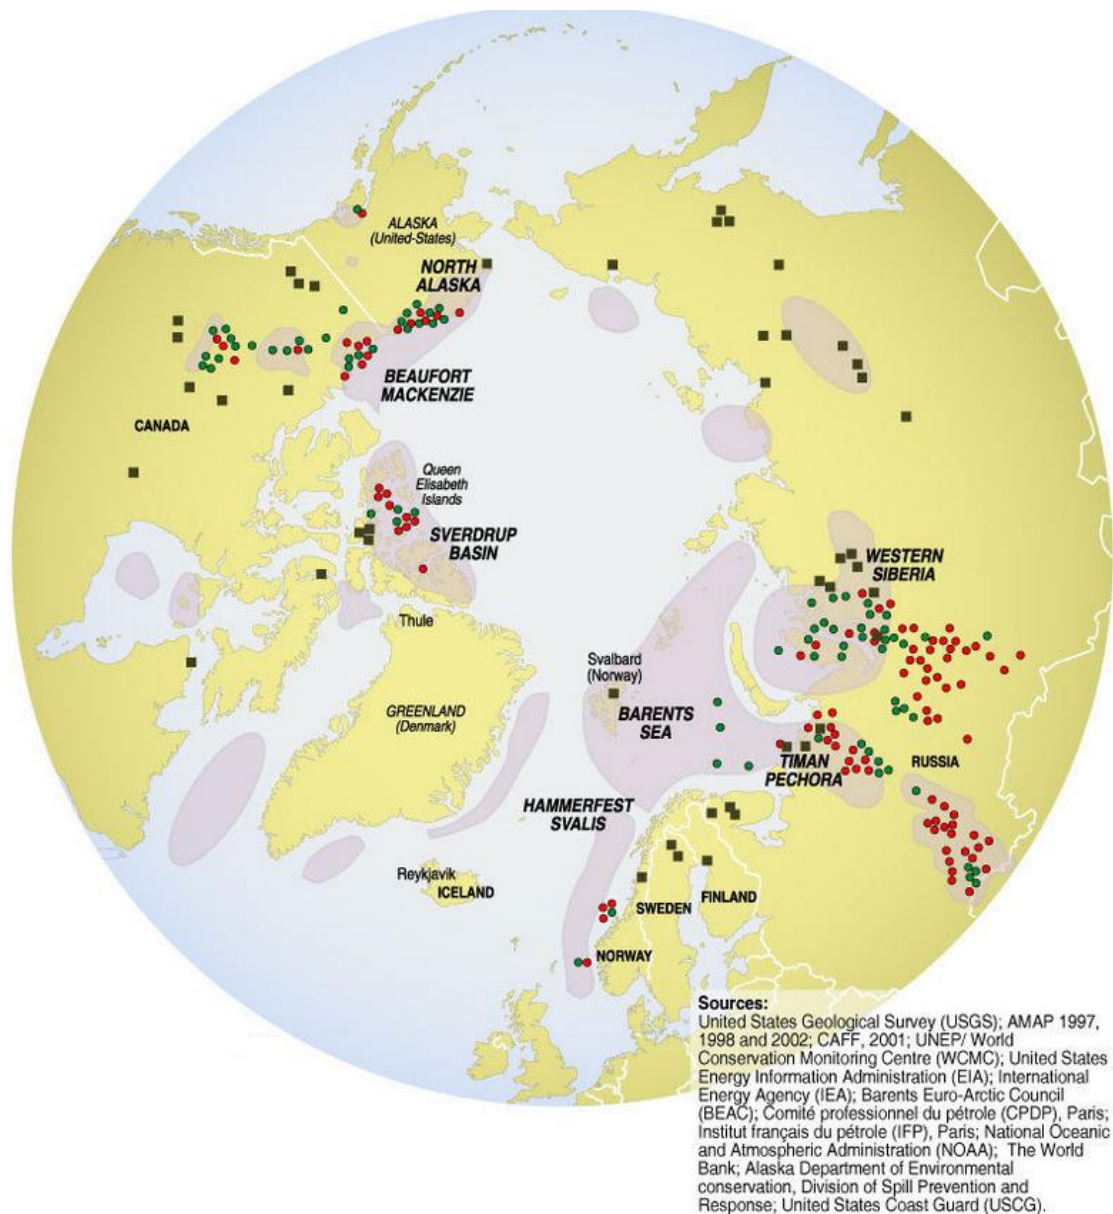 ALASKA
(United-States)
NORTH
ALASKA
BEAUFORT
MACKENZIE
CANADA
Queen
Elisabeth
Islands
SVERDRUP
BASIN
WESTERN
SIBERIA
Thule
Svalbard
(Norway)
GREENLAND
(Denmark)
BARENTS
SEA
TIMAN
PECHORA
RUSSIA
HAMMERFEST
SVALIS
Reykjavik
ICELAND
SWEDEN
FINLAND
NORWAY
Sources:
United States Geological Survey (USGS); AMAP 1997,
1998 and 2002; CAFF, 2001; UNEP/ World
Conservation Monitoring Centre (WCMC); United States
Energy Information Administration (EIA); International
Energy Agency (IEA); Barents Euro-Arctic Council
(BEAC); Comité professionnel du pétrole (CPDP), Paris;
Institut français du pétrole (IFP), Paris; National Oceanic
and Atmospheric Administration (NOAA); The World
Bank; Alaska Department of Environmental
conservation, Division of Spill Prevention and
Response; United States Coast Guard (USCG).